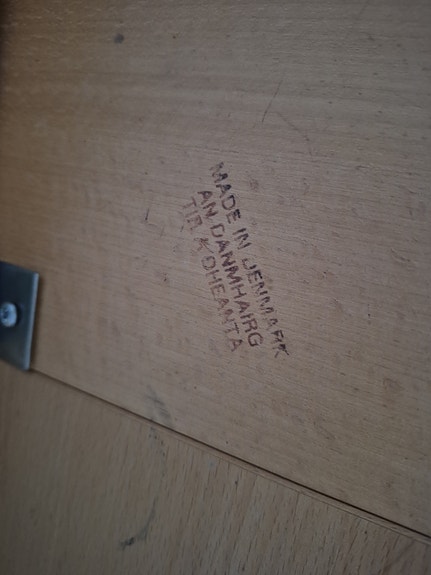 MADE IN DENMARK
AN DANMHAIRG
TIR A DHEANTA